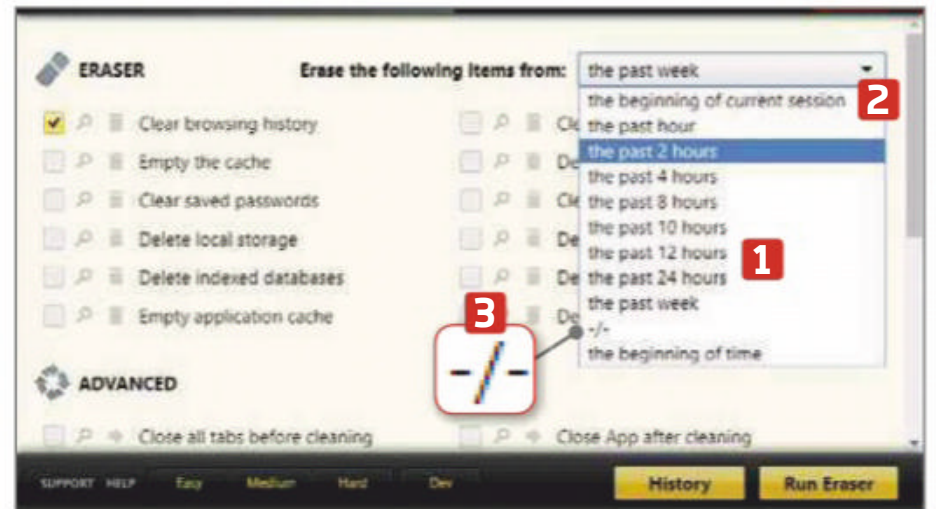 ERASER
Erase the following items from:
the past week
the beginning of current session
2
the past hour
the past 2 hours
the past 4 hours
the past 8 hours
the past 10 hours
the past 12 hours
1
the past 24 hours
the past week
-/-
the beginning of time
Clear browsing history
Empty the cache
Clear saved passwords
Delete local storage
Delete indexed databases
Empty application cache
3
-/-
ADVANCED
Close all tabs before cleaning
Close App after cleaning
SUPPORT HELP Easy Medium Hard Dev
History
Run Eraser